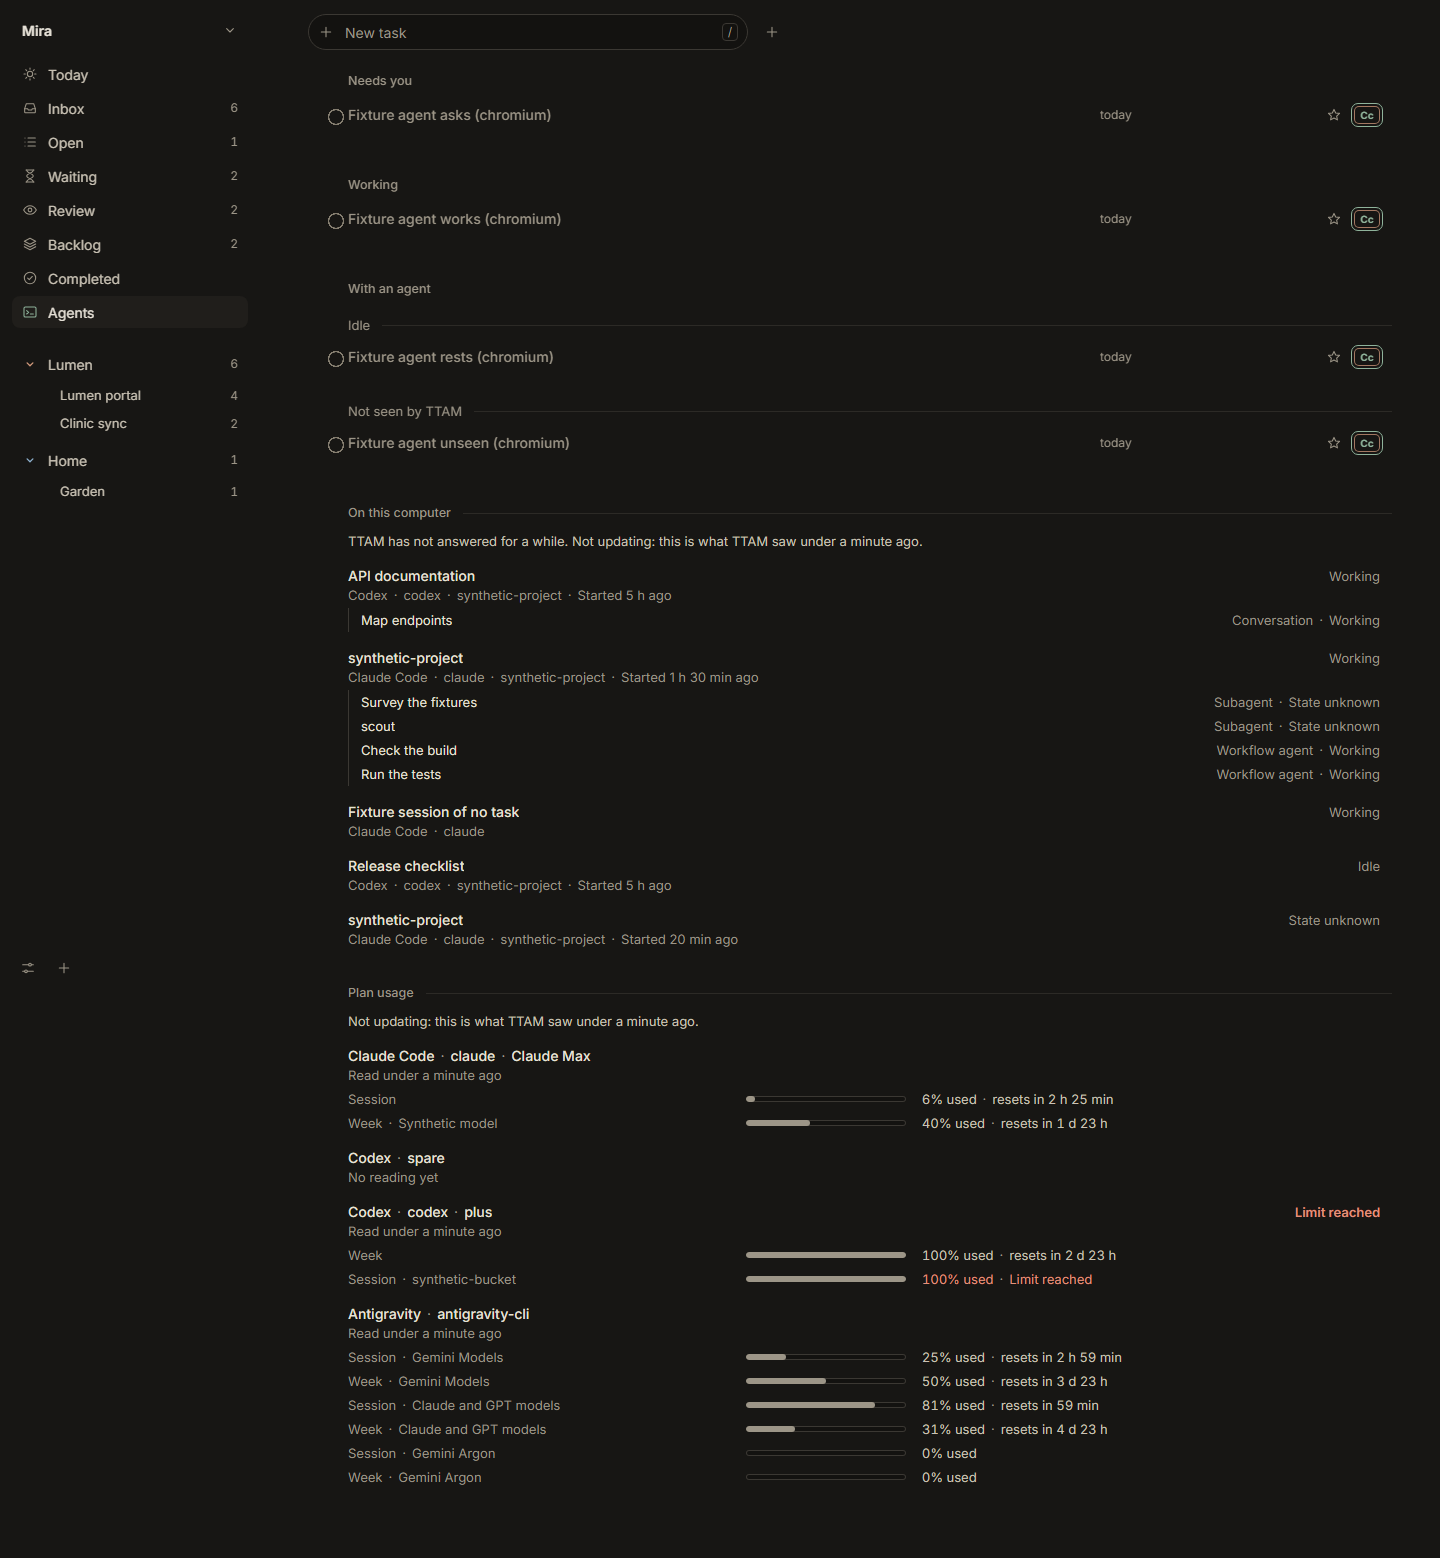 Mira
Today
Inbox 6
Open 1
Waiting 2
Review 2
Backlog 2
Completed
Agents
Lumen 6
Lumen portal 4
Clinic sync 2
Home 1
Garden 1
New task /
Needs you
Fixture agent asks (chromium) today Cc
Working
Fixture agent works (chromium) today Cc
With an agent
Idle
Fixture agent rests (chromium) today Cc
Not seen by TTAM
Fixture agent unseen (chromium) today Cc
On this computer
TTAM has not answered for a while. Not updating: this is what TTAM saw under a minute ago.
API documentation Working
Codex · codex · synthetic-project · Started 5 h ago
Map endpoints Conversation · Working
synthetic-project Working
Claude Code · claude · synthetic-project · Started 1 h 30 min ago
Survey the fixtures Subagent · State unknown
scout Subagent · State unknown
Check the build Workflow agent · Working
Run the tests Workflow agent · Working
Fixture session of no task Working
Claude Code · claude
Release checklist Idle
Codex · codex · synthetic-project · Started 5 h ago
synthetic-project State unknown
Claude Code · claude · synthetic-project · Started 20 min ago
Plan usage
Not updating: this is what TTAM saw under a minute ago.
Claude Code · claude · Claude Max
Read under a minute ago
Session 6% used · resets in 2 h 25 min
Week · Synthetic model 40% used · resets in 1 d 23 h
Codex · spare
No reading yet
Codex · codex · plus Limit reached
Read under a minute ago
Week 100% used · resets in 2 d 23 h
Session · synthetic-bucket 100% used · Limit reached
Antigravity · antigravity-cli
Read under a minute ago
Session · Gemini Models 25% used · resets in 2 h 59 min
Week · Gemini Models 50% used · resets in 3 d 23 h
Session · Claude and GPT models 81% used · resets in 59 min
Week · Claude and GPT models 31% used · resets in 4 d 23 h
Session · Gemini Argon 0% used
Week · Gemini Argon 0% used